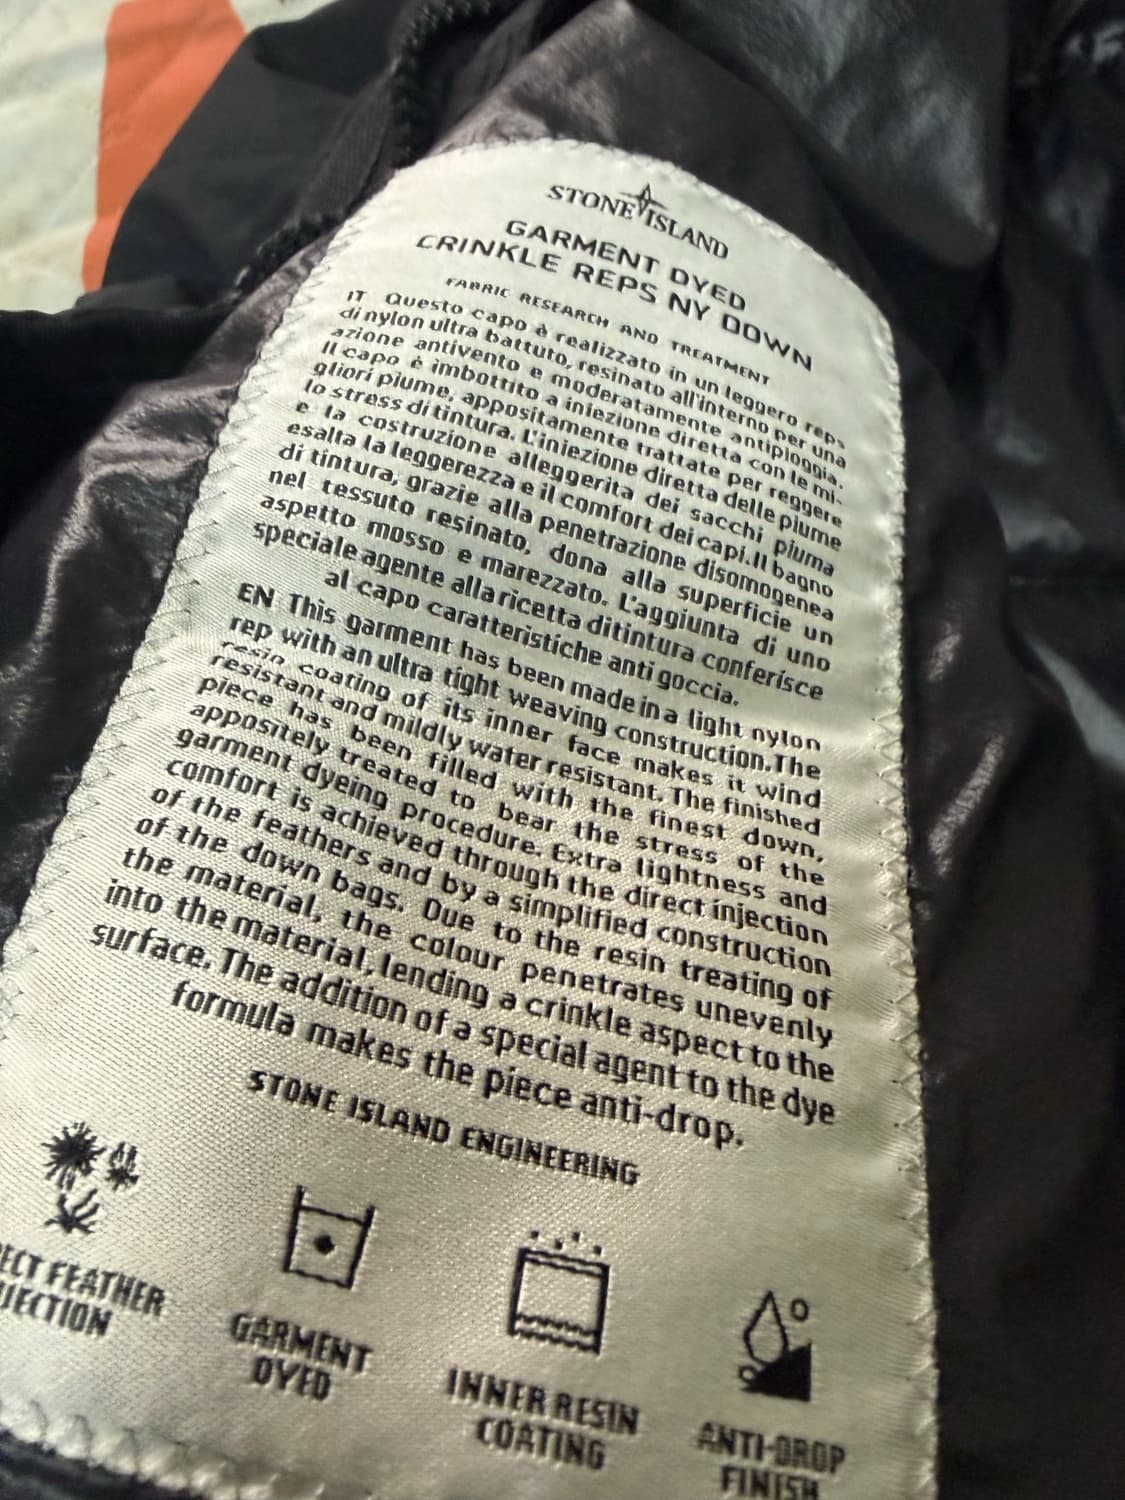 STONE ISLAND
GARMENT DYED
CRINKLE REPS NY DOWN
FABRIC RESEARCH AND TREATMENT
IT Questo capo è realizzato in un leggero reps
di nylon ultra battuto, resinato all'interno per una
azione antivento e moderatamente antipioggia.
Il capo è imbottito a iniezione diretta con le mi-
gliori piume, appositamente trattate per reggere
lo stress di tintura. L'iniezione diretta delle piume
e la costruzione alleggerita dei sacchi piuma
esalta la leggerezza e il comfort dei capi. Il bagno
di tintura, grazie alla penetrazione disomogenea
nel tessuto resinato, dona alla superficie un
aspetto mosso e marezzato. L'aggiunta di uno
speciale agente alla ricetta di tintura conferisce
al capo caratteristiche anti goccia.
EN This garment has been made in a light nylon
rep with an ultra tight weaving construction. The
resin coating of its inner face makes it wind
resistant and mildly water resistant. The finished
piece has been filled with the finest down,
appositely treated to bear the stress of the
garment dyeing procedure. Extra lightness and
comfort is achieved through the direct injection
of the feathers and by a simplified construction
of the down bags. Due to the resin treating of
the material, the colour penetrates unevenly
into the material, lending a crinkle aspect to the
surface. The addition of a special agent to the dye
formula makes the piece anti-drop.
STONE ISLAND ENGINEERING
ECT FEATHER
JECTION
GARMENT
DYED
INNER RESIN
COATING
ANTI-DROP
FINISH